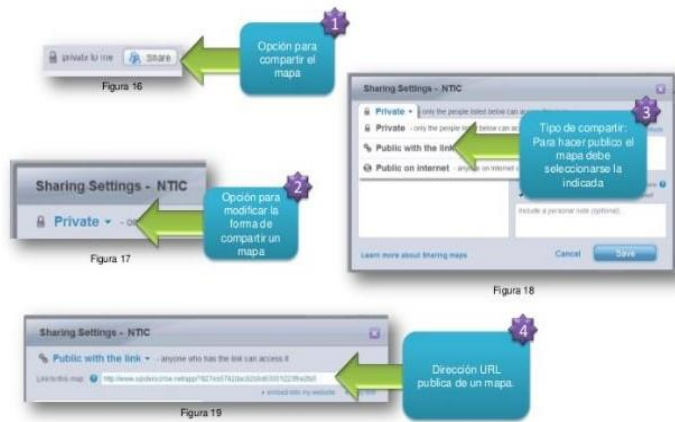 private to me Share
1
Opción para
compartir el
mapa
Figura 16
Sharing Settings - NTIC
Private
2
Opción para
modificar la
forma de
compartir un
mapa
Figura 17
Sharing Settings - NTIC
Private - only the people listed below can
Private - only the people listed below can acc
Public with the link
Public on internet - anyone on internet
3
Tipo de compartir:
Para hacer publico el
mapa debe
seleccionarse la
indicada
Include a personal note (optional)...
Learn more about Sharing maps
Cancel Save
Figura 18
Sharing Settings - NTIC
Public with the link - anyone who has the link can access it
Link to this map
embed into my website
4
Dirección URL
publica de un mapa.
Figura 19